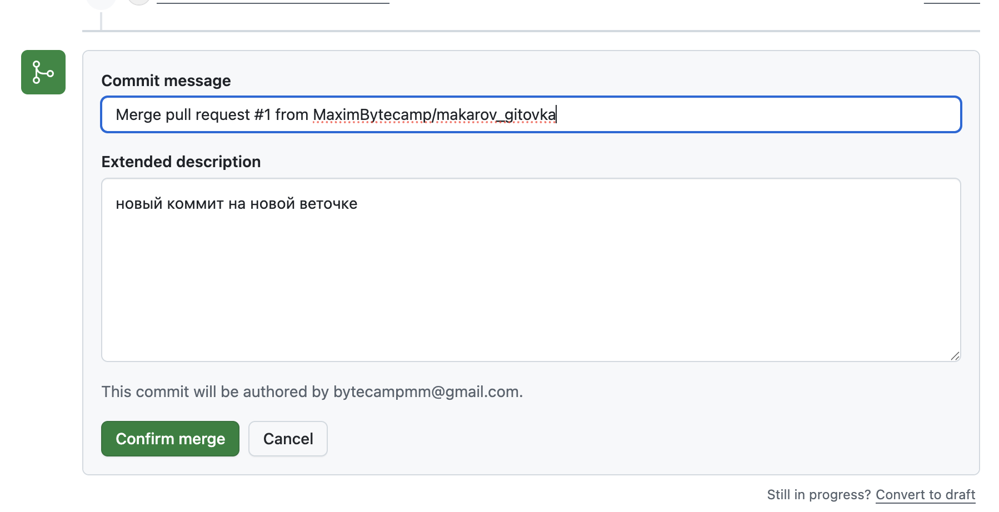 Commit message
Merge pull request #1 from MaximBytecamp/makarov_gitovka
Extended description
новый коммит на новой веточке
This commit will be authored by bytecampmm@gmail.com.
Confirm merge
Cancel
Still in progress? Convert to draft